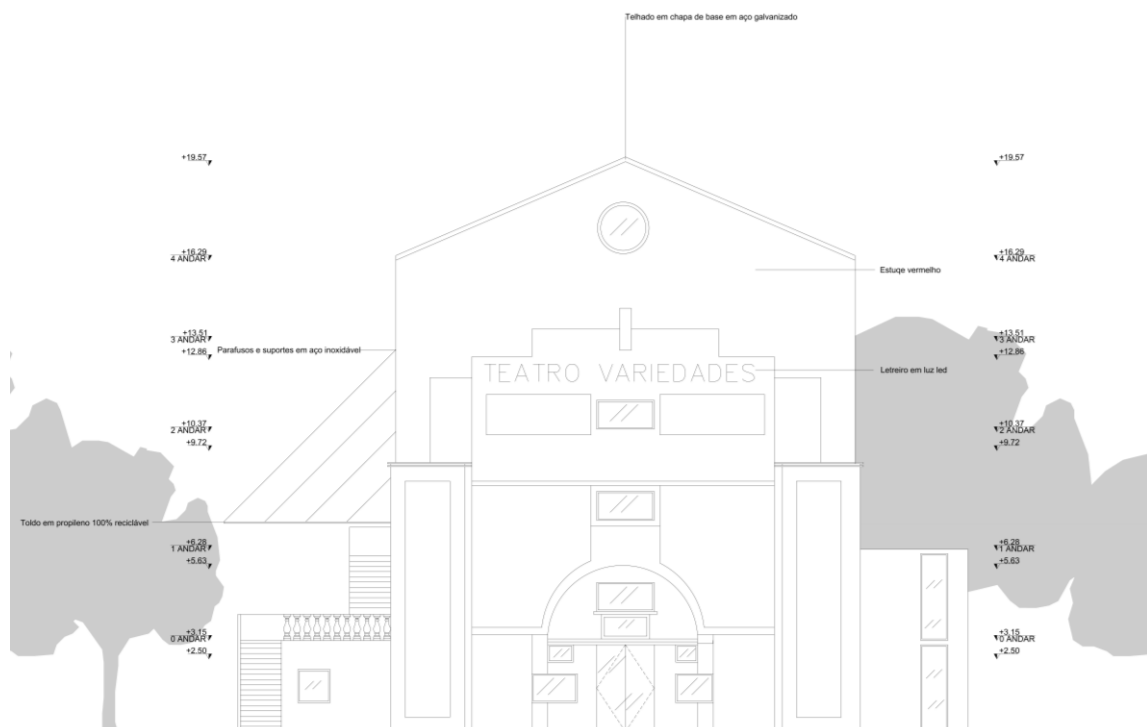 Telhado em chapa de base em aço galvanizado
+19.57
+19.57
+16.29
4 ANDAR
+16.29
4 ANDAR
Estuqe vermelho
+13.51
3 ANDAR
+13.51
3 ANDAR
Parafusos e suportes em aço inoxidável
+12.86
+12.86
TEATRO VARIEDADES
Letreiro em luz led
+10.37
2 ANDAR
+10.37
2 ANDAR
+9.72
+9.72
Toldo em propileno 100% reciclável
+6.28
1 ANDAR
+6.28
1 ANDAR
+5.63
+5.63
+3.15
0 ANDAR
+3.15
0 ANDAR
+2.50
+2.50